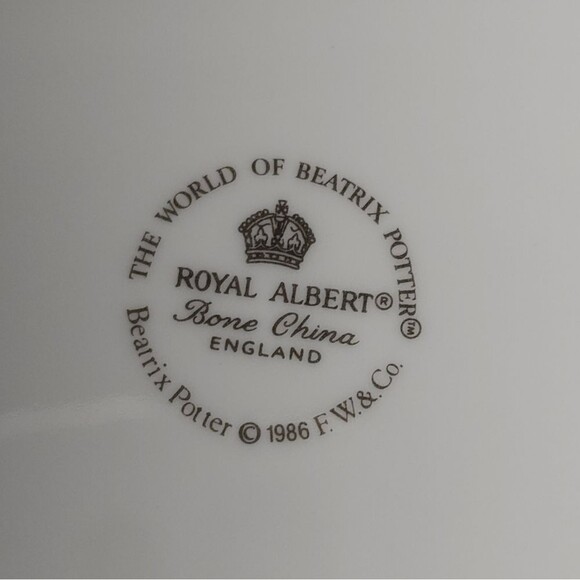 THE WORLD OF BEATRIX POTTER™
ROYAL ALBERT®
Bone China
ENGLAND
Beatrix Potter © 1986 F.W.& Co.